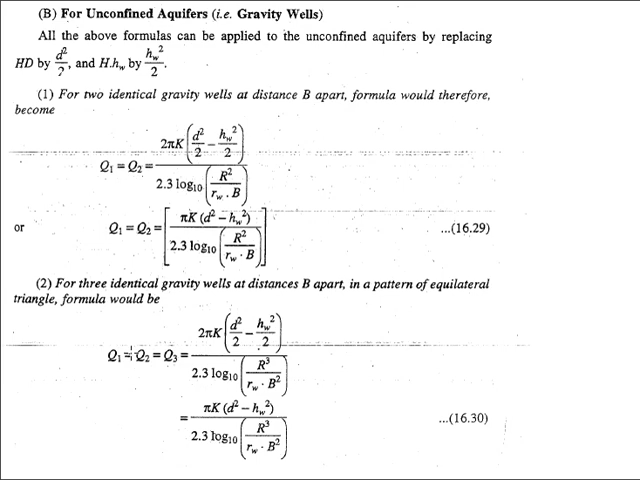 (B) For Unconfined Aquifers (i.e. Gravity Wells)
All the above formulas can be applied to the unconfined aquifers by replacing
HD by d²/2, and H.h_w by h_w²/2.
(1) For two identical gravity wells at distance B apart, formula would therefore,
become
Q₁ = Q₂ = 2πK (d²/2 − h_w²/2) / 2.3 log₁₀ (R²/(r_w . B))
or Q₁ = Q₂ = [πK (d² − h_w²) / 2.3 log₁₀ (R²/(r_w · B))] ...(16.29)
(2) For three identical gravity wells at distances B apart, in a pattern of equilateral
triangle, formula would be
Q₁ = Q₂ = Q₃ = 2πK (d²/2 − h_w²/2) / 2.3 log₁₀ (R³/(r_w · B²))
= πK (d² − h_w²) / 2.3 log₁₀ (R³/(r_w · B²)) ...(16.30)